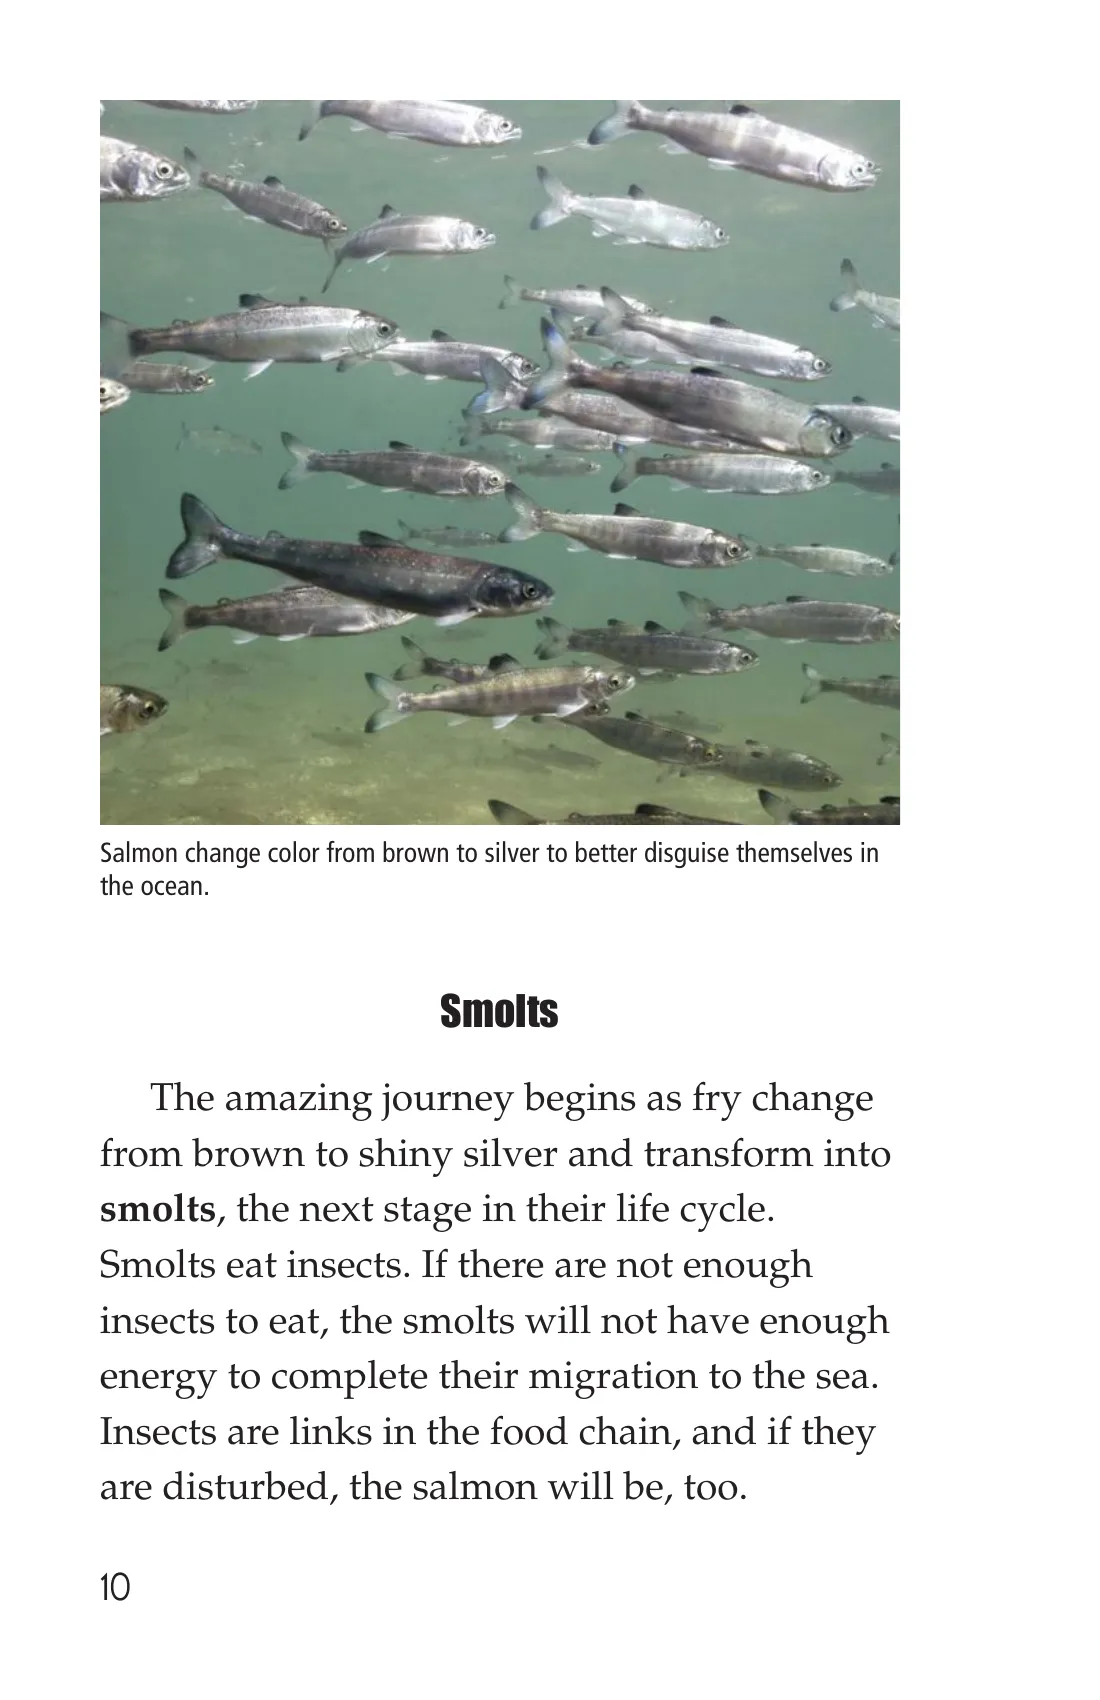 Salmon change color from brown to silver to better disguise themselves in
the ocean.
Smolts
The amazing journey begins as fry change
from brown to shiny silver and transform into
smolts, the next stage in their life cycle.
Smolts eat insects. If there are not enough
insects to eat, the smolts will not have enough
energy to complete their migration to the sea.
Insects are links in the food chain, and if they
are disturbed, the salmon will be, too.
10